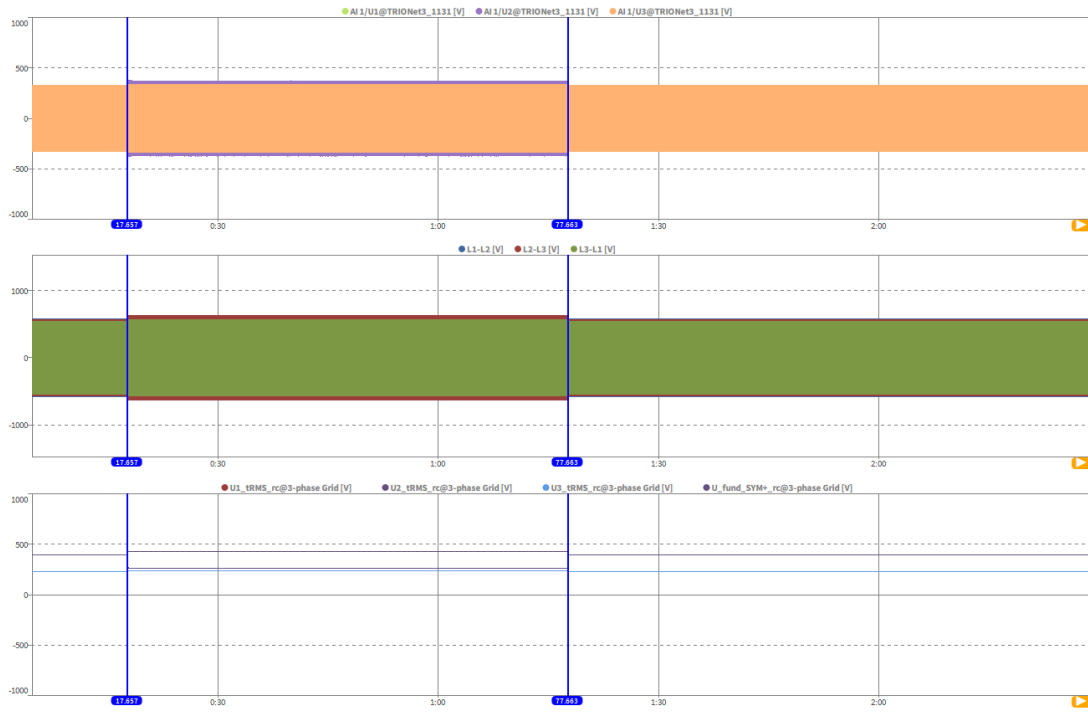 AI 1/U1@TRIONet3_1131 [V] AI 1/U2@TRIONet3_1131 [V] AI 1/U3@TRIONet3_1131 [V]
1000
500
0
-500
-1000
17.657 0:30 1:00 77.663 1:30 2:00
L1-L2 [V] L2-L3 [V] L3-L1 [V]
1000
0
-1000
17.657 0:30 1:00 77.663 1:30 2:00
U1_tRMS_rc@3-phase Grid [V] U2_tRMS_rc@3-phase Grid [V] U3_tRMS_rc@3-phase Grid [V] U_fund_SYM+_rc@3-phase Grid [V]
1000
500
0
-500
-1000
17.657 0:30 1:00 77.663 1:30 2:00